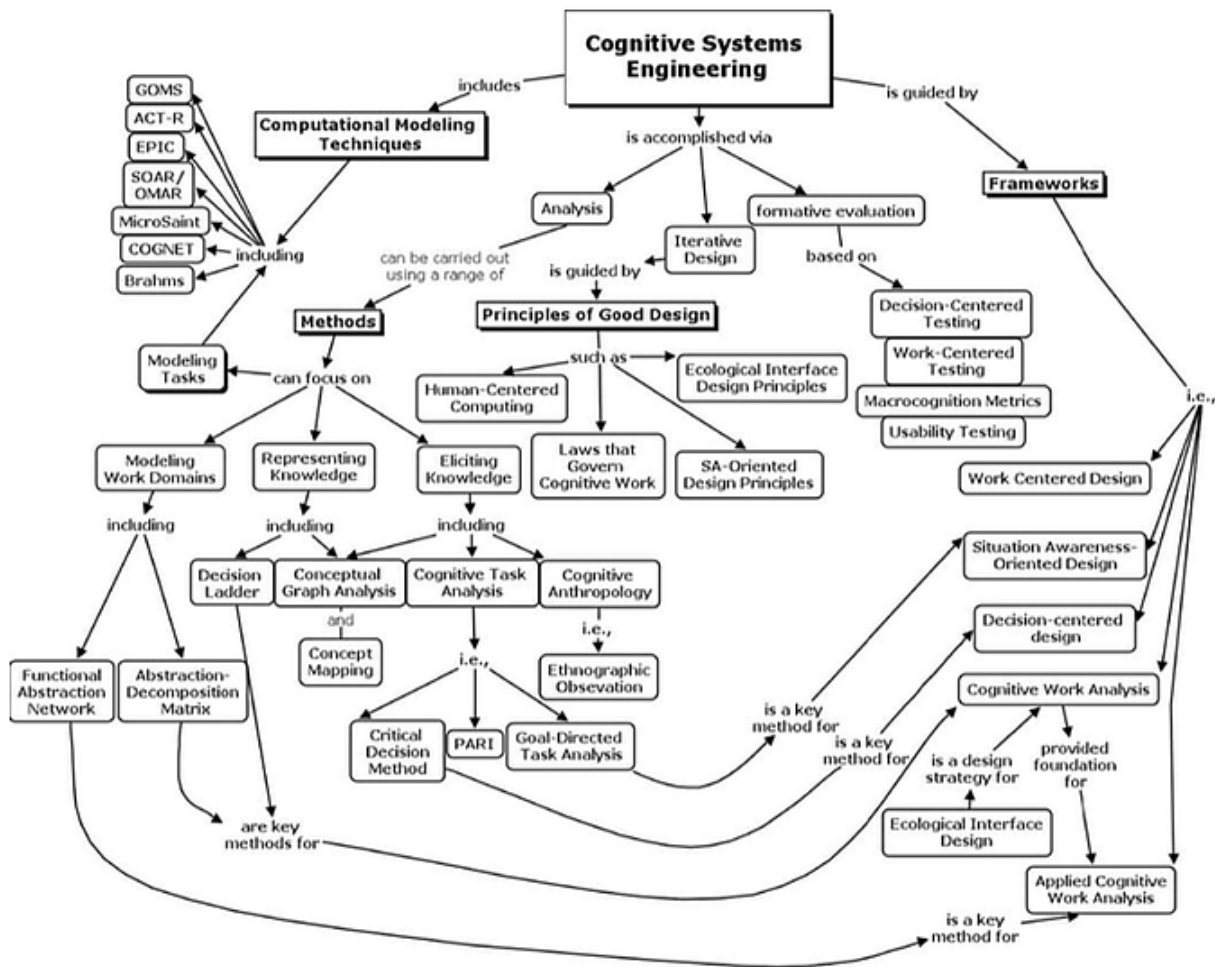 Cognitive Systems
Engineering
includes
is guided by
is accomplished via
GOMS
ACT-R
EPIC
SOAR/
OMAR
MicroSaint
COGNET
Brahms
Computational Modeling
Techniques
including
Modeling
Tasks
Analysis
Iterative
Design
formative evaluation
Frameworks
can be carried out
using a range of
is guided by
based on
Methods
can focus on
Principles of Good Design
such as
Human-Centered
Computing
Laws that
Govern
Cognitive Work
Ecological Interface
Design Principles
SA-Oriented
Design Principles
Decision-Centered
Testing
Work-Centered
Testing
Macrocognition Metrics
Usability Testing
i.e.,
Modeling
Work Domains
Representing
Knowledge
Eliciting
Knowledge
including
including
including
Decision
Ladder
Conceptual
Graph Analysis
Cognitive Task
Analysis
Cognitive
Anthropology
and
Concept
Mapping
i.e.,
i.e.,
Ethnographic
Obsevation
Functional
Abstraction
Network
Abstraction-
Decomposition
Matrix
Critical
Decision
Method
PARI
Goal-Directed
Task Analysis
Work Centered Design
Situation Awareness-
Oriented Design
Decision-centered
design
Cognitive Work Analysis
is a key
method for
is a key
method for
is a design
strategy for
provided
foundation
for
Ecological Interface
Design
are key
methods for
Applied Cognitive
Work Analysis
is a key
method for